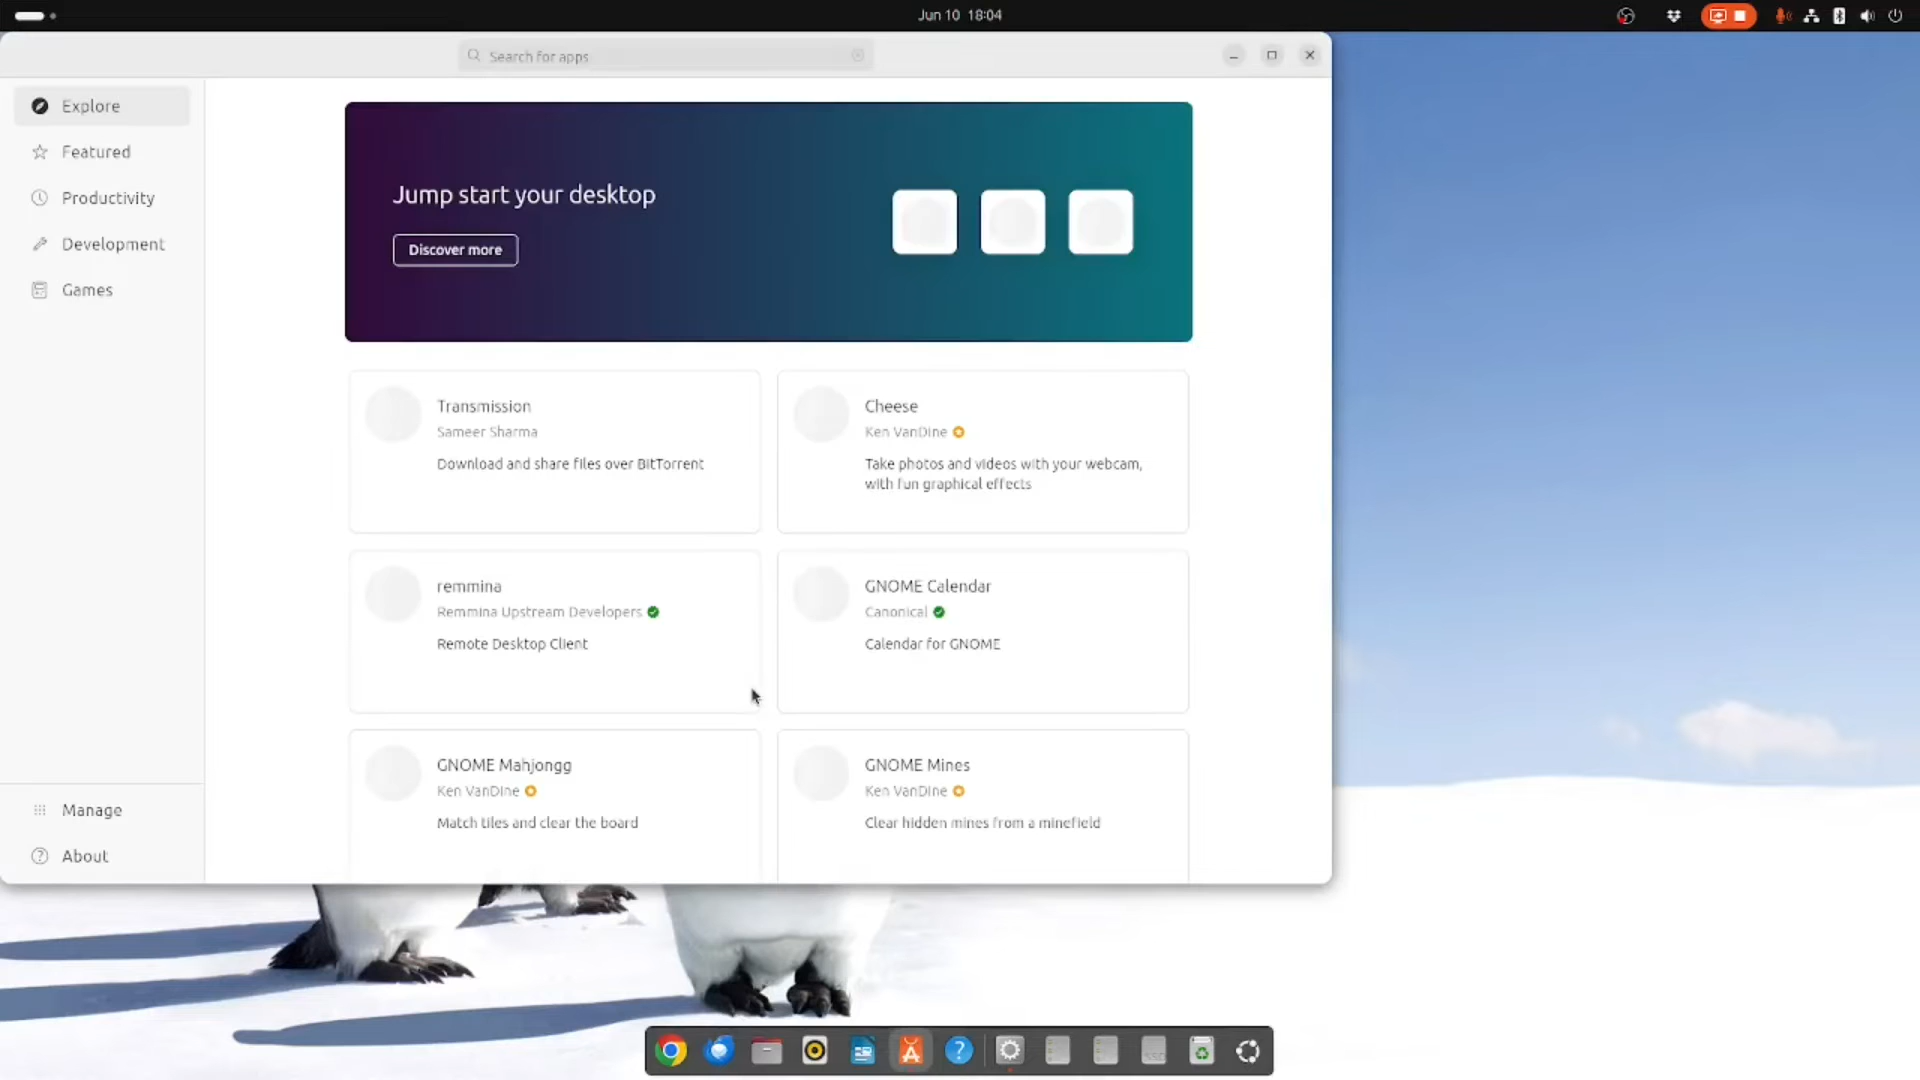 Jun 10 18:04
Search for apps
Explore
Featured
Productivity
Development
Games
Manage
About
Jump start your desktop
Discover more
Transmission
Sameer Sharma
Download and share files over BitTorrent
Cheese
Ken VanDine
Take photos and videos with your webcam,
with fun graphical effects
remmina
Remmina Upstream Developers
Remote Desktop Client
GNOME Calendar
Canonical
Calendar for GNOME
GNOME Mahjongg
Ken VanDine
Match tiles and clear the board
GNOME Mines
Ken VanDine
Clear hidden mines from a minefield